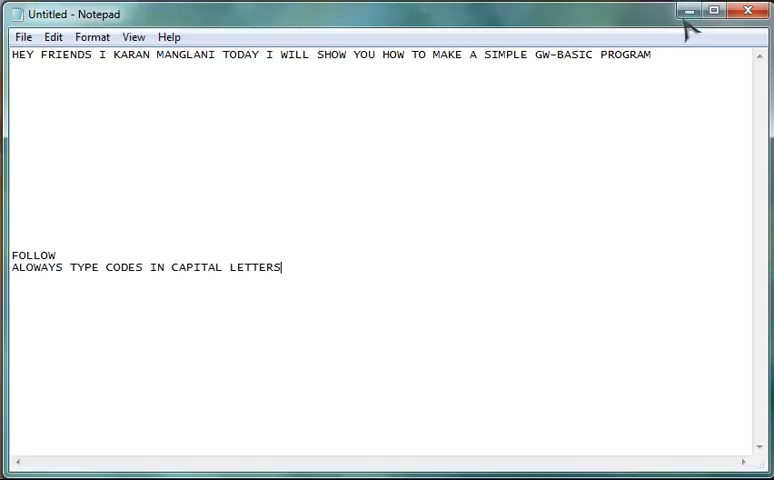 Untitled - Notepad
File Edit Format View Help
HEY FRIENDS I KARAN MANGLANI TODAY I WILL SHOW YOU HOW TO MAKE A SIMPLE GW-BASIC PROGRAM
FOLLOW
ALOWAYS TYPE CODES IN CAPITAL LETTERS